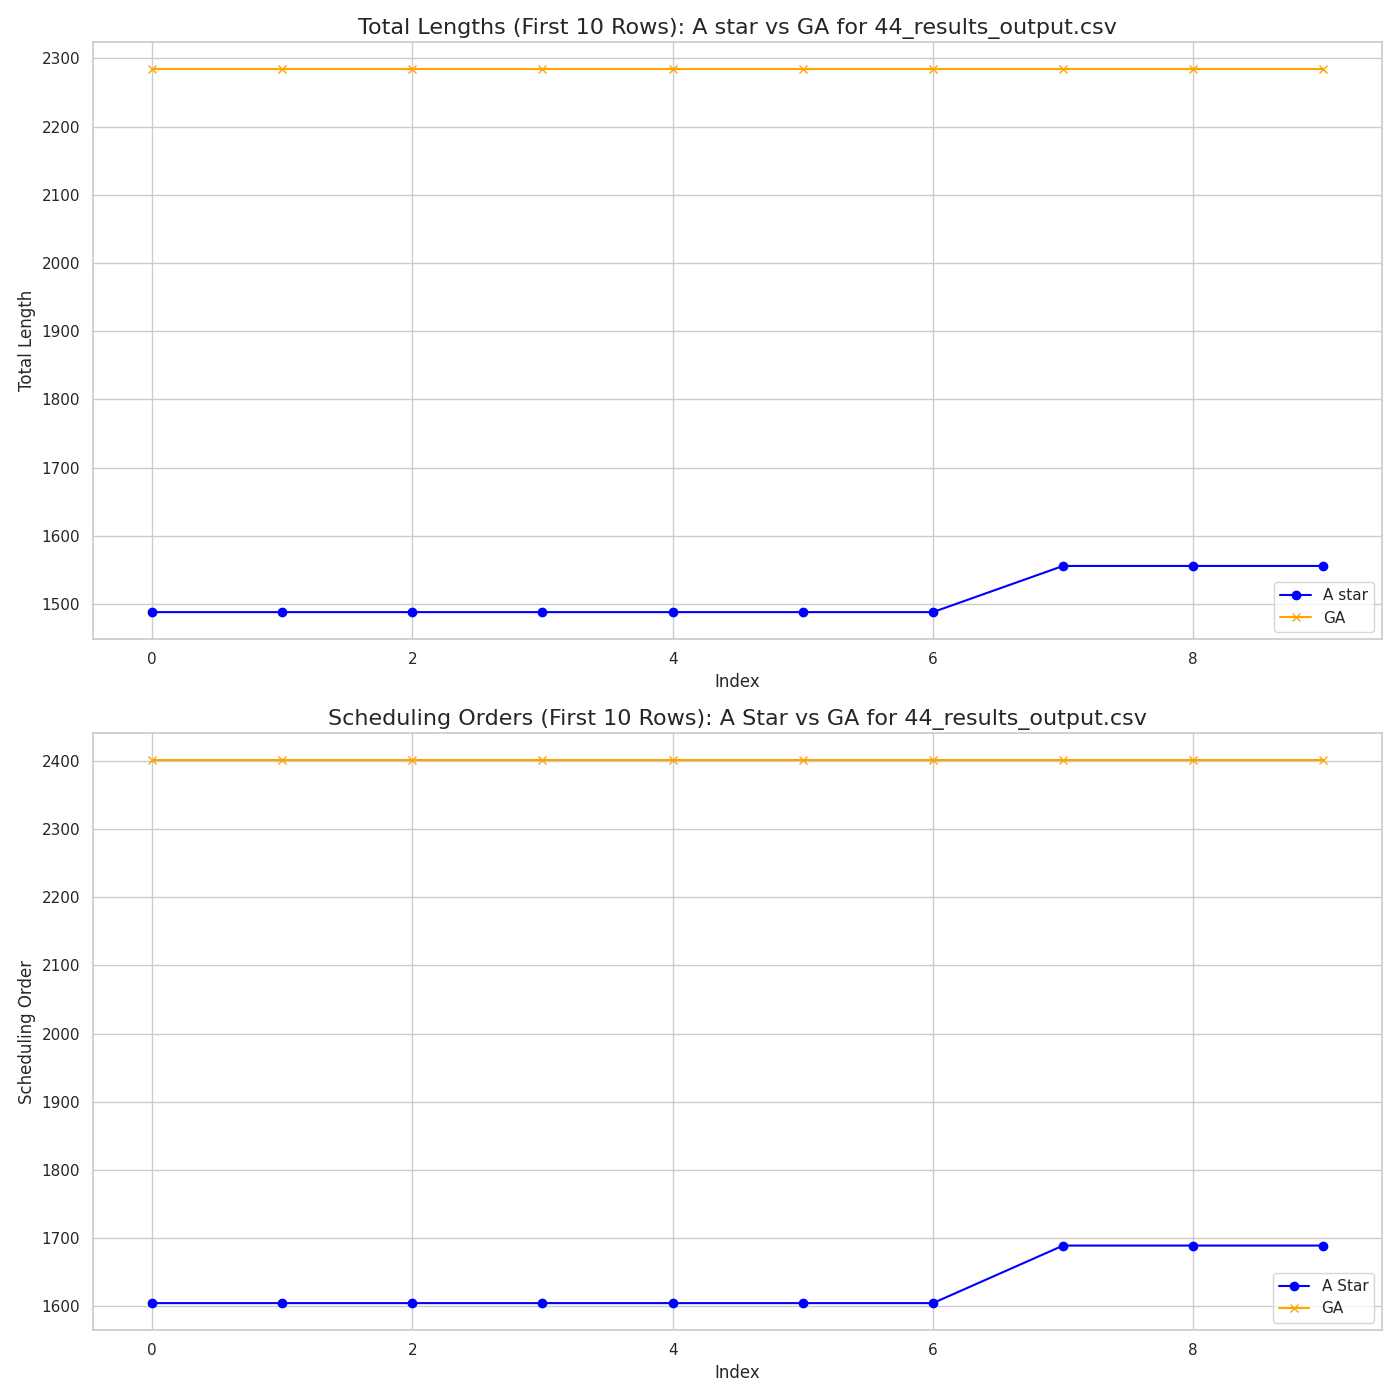 Total Lengths (First 10 Rows): A star vs GA for 44_results_output.csv
2300
2200
2100
2000
1900
1800
1700
1600
1500
Total Length
A star
GA
0 2 4 6 8
Index
Scheduling Orders (First 10 Rows): A Star vs GA for 44_results_output.csv
2400
2300
2200
2100
2000
1900
1800
1700
1600
Scheduling Order
A Star
GA
0 2 4 6 8
Index